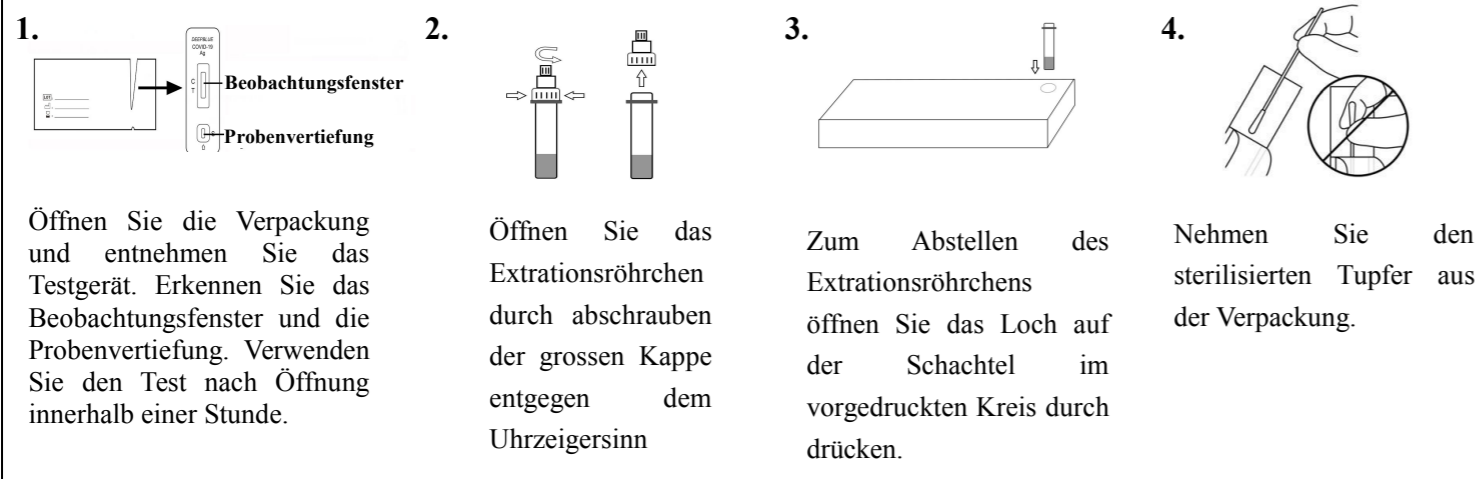 1.
DEEPBLUE
COVID-19
Ag
C
T
Beobachtungsfenster
Probenvertiefung
LOT
Öffnen Sie die Verpackung
und entnehmen Sie das
Testgerät. Erkennen Sie das
Beobachtungsfenster und die
Probenvertiefung. Verwenden
Sie den Test nach Öffnung
innerhalb einer Stunde.
2.
Öffnen Sie das
Extrationsröhrchen
durch abschrauben
der grossen Kappe
entgegen dem
Uhrzeigersinn
3.
Zum Abstellen des
Extrationsröhrchens
öffnen Sie das Loch auf
der Schachtel im
vorgedruckten Kreis durch
drücken.
4.
Nehmen Sie den
sterilisierten Tupfer aus
der Verpackung.